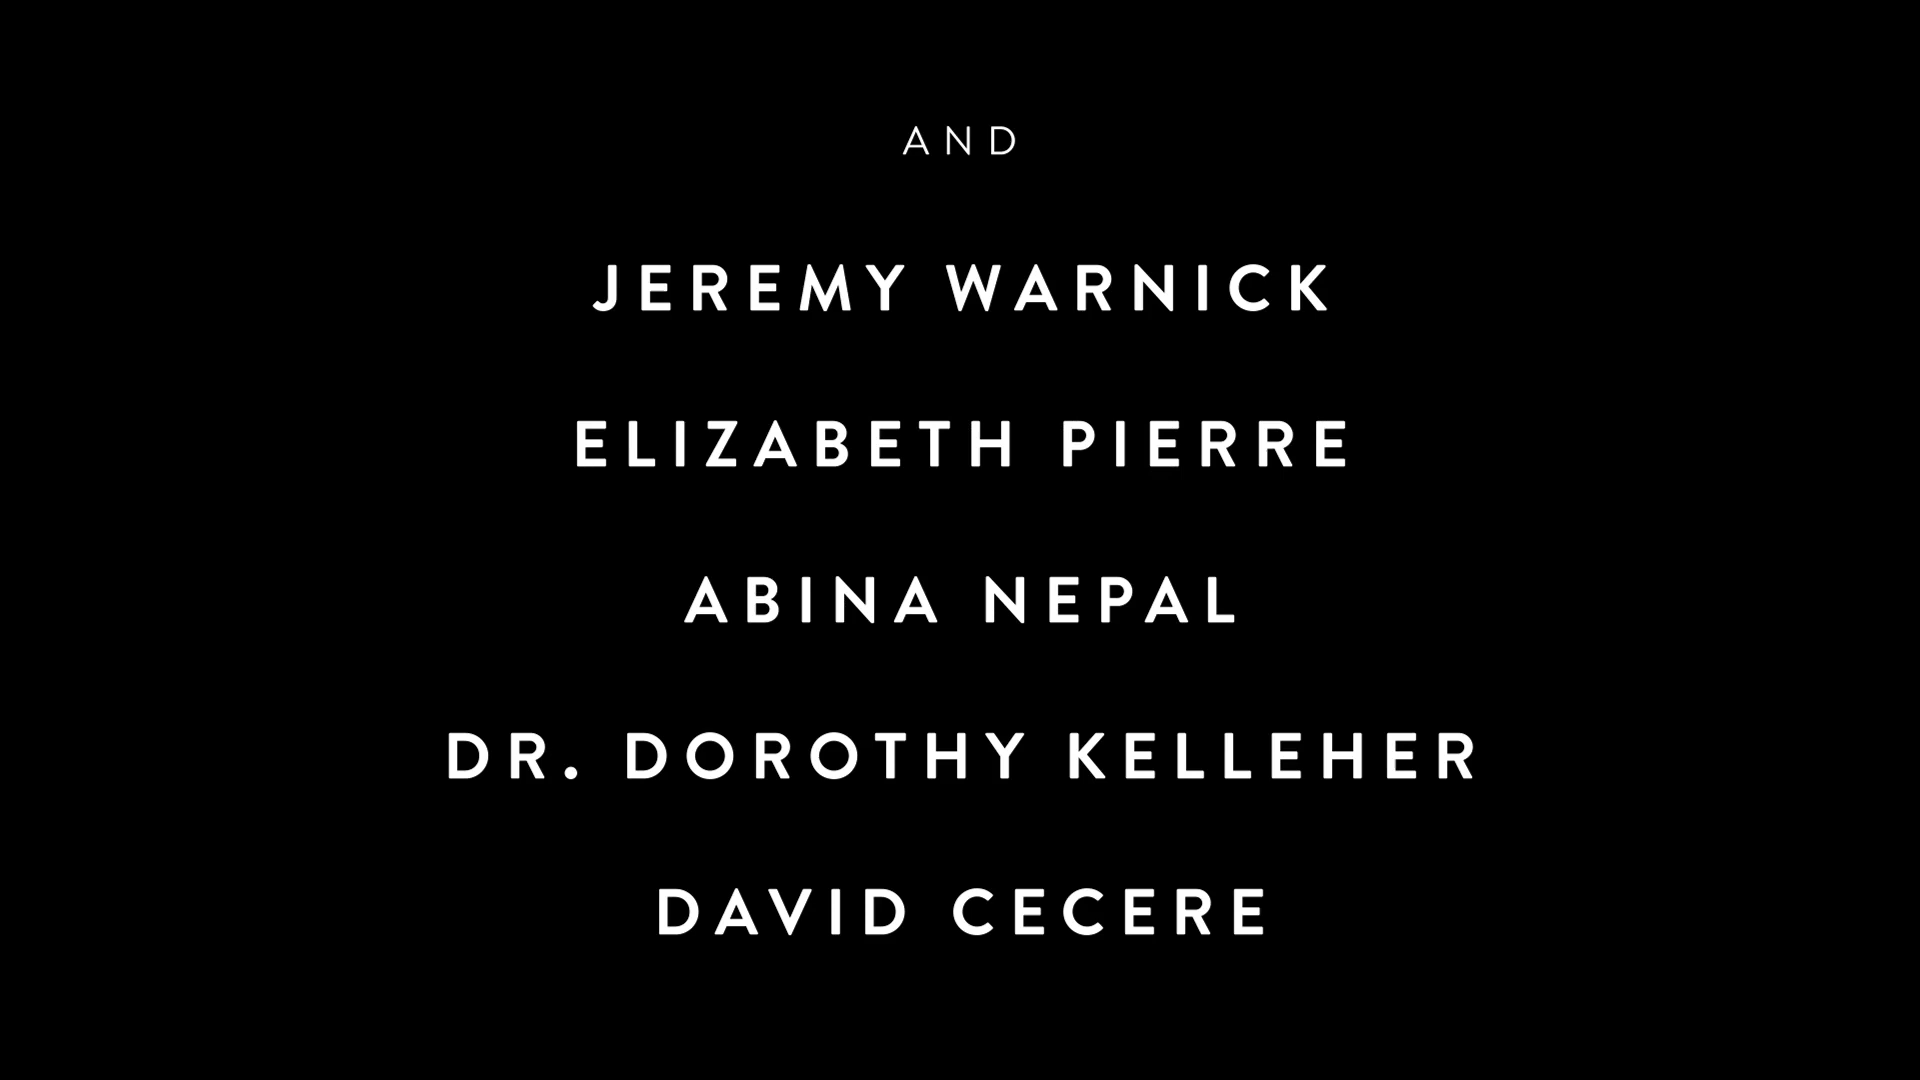 AND
JEREMY WARNICK
ELIZABETH PIERRE
ABINA NEPAL
DR. DOROTHY KELLEHER
DAVID CECERE